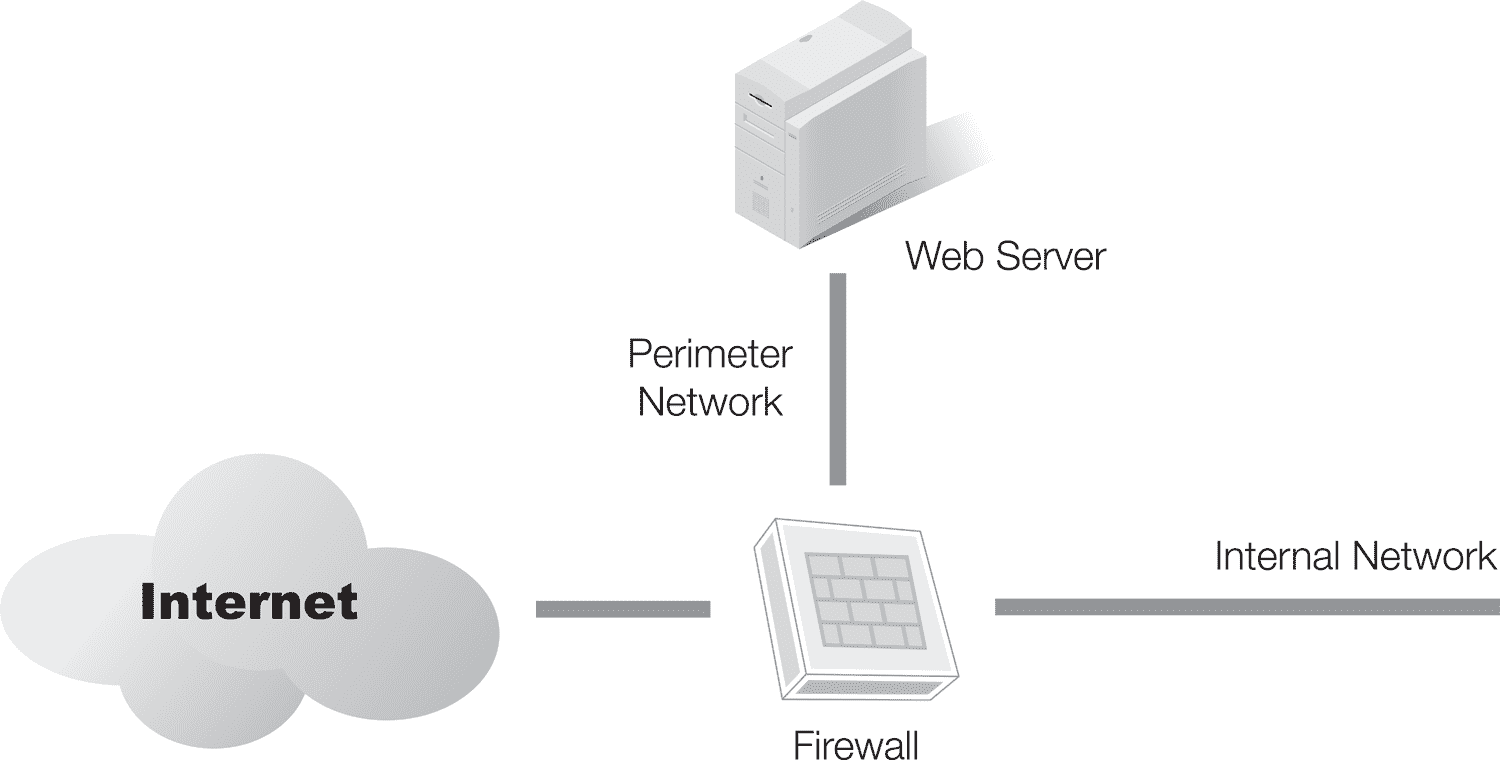 Web Server
Perimeter
Network
Internet
Internal Network
Firewall